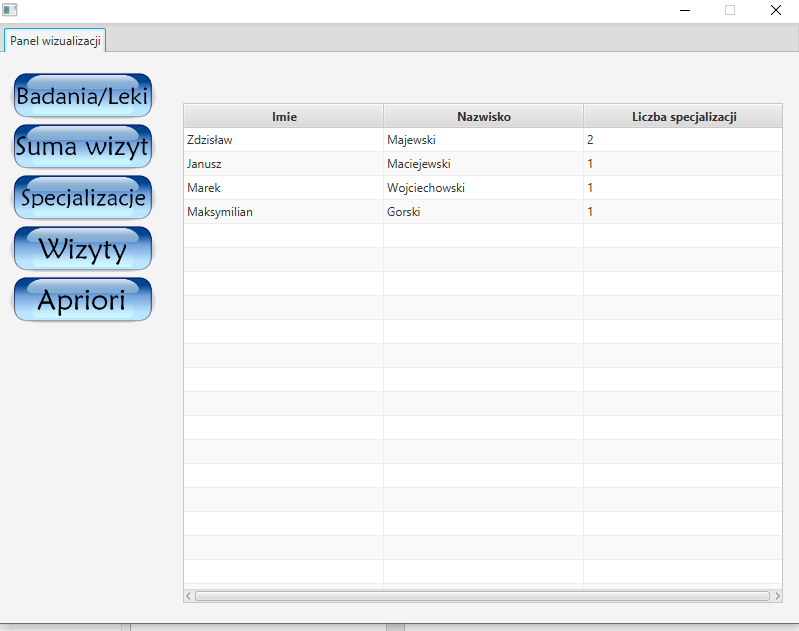 Panel wizualizacji
Badania/Leki
Suma wizyt
Specjalizacje
Wizyty
Apriori
Imie Nazwisko Liczba specjalizacji
Zdzisław Majewski 2
Janusz Maciejewski 1
Marek Wojciechowski 1
Maksymilian Gorski 1